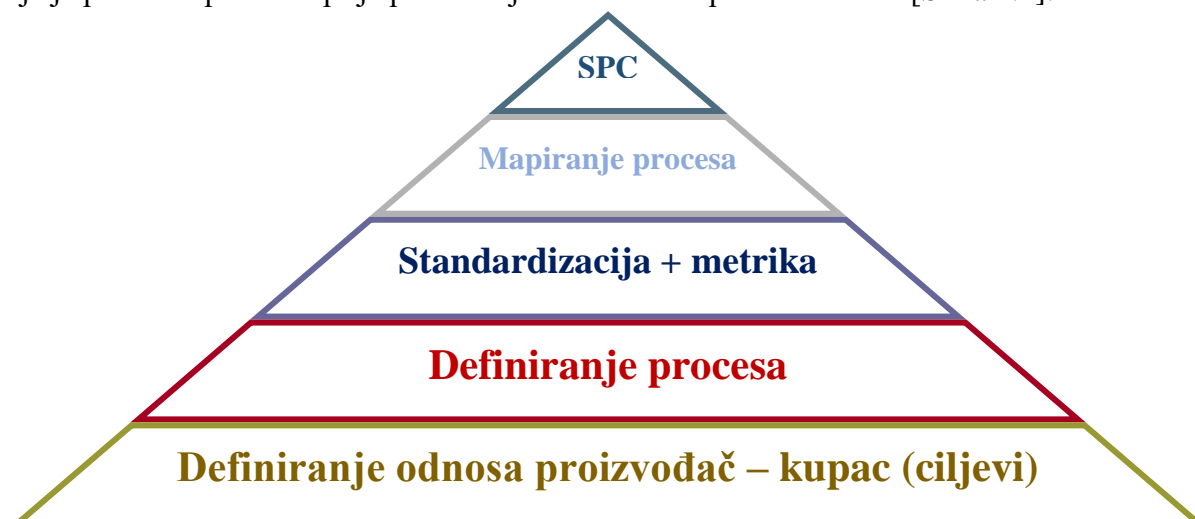 SPC
Mapiranje procesa
Standardizacija + metrika
Definiranje procesa
Definiranje odnosa proizvođač – kupac (ciljevi)